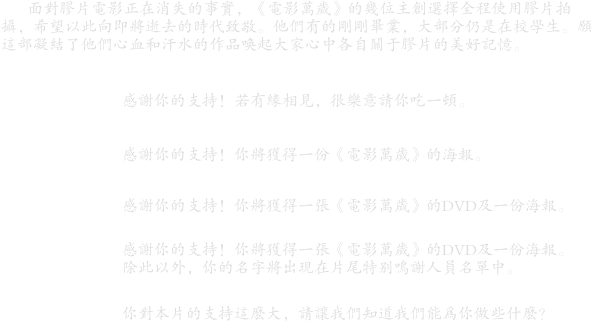 面對膠片電影正在消失的事實，《電影萬歲》的幾位主創選擇全程使用膠片拍
攝，希望以此向即將逝去的時代致敬。他們有的剛剛畢業，大部分仍是在校學生。願
這部凝結了他們心血和汗水的作品喚起大家心中各自關于膠片的美好記憶。
感謝你的支持！若有緣相見，很樂意請你吃一頓。
感謝你的支持！你將獲得一份《電影萬歲》的海報。
感謝你的支持！你將獲得一張《電影萬歲》的DVD及一份海報。
感謝你的支持！你將獲得一張《電影萬歲》的DVD及一份海報。
除此以外，你的名字將出現在片尾特別鳴謝人員名單中。
你對本片的支持這麼大，請讓我們知道我們能爲你做些什麼？